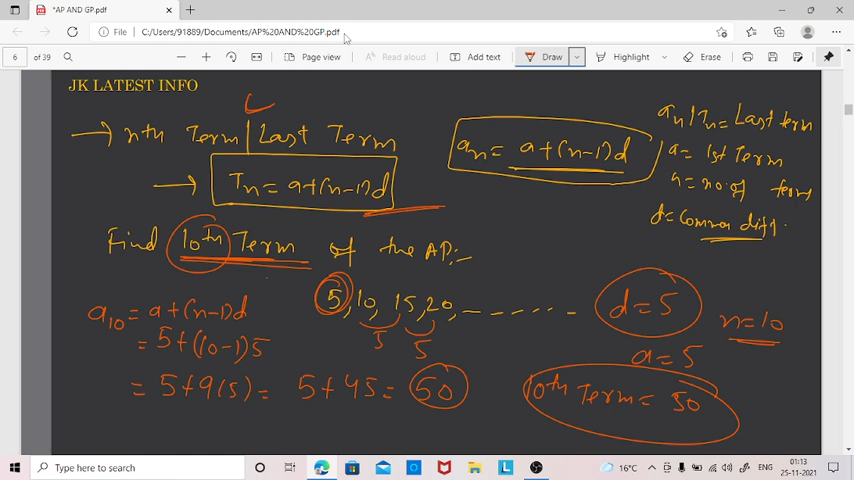 *AP AND GP.pdf
File | C:/Users/91889/Documents/AP%20AND%20GP.pdf
6 of 39 Page view Read aloud Add text Draw Highlight Erase
JK LATEST INFO
→ nth Term | Last Term
→ Tn = a+(n-1)d
an = a+(n-1)d
an | Tn = Last term
a = 1st Term
n = no. of term
d = Common diff.
Find 10th Term of the AP:-
5, 10, 15, 20, - - - - - -
5 5
d = 5
n = 10
a = 5
a10 = a+(n-1)d
= 5+(10-1)5
= 5+9(5) = 5+45 = 50
10th Term = 50
Type here to search
16°C ENG 01:13
25-11-2021